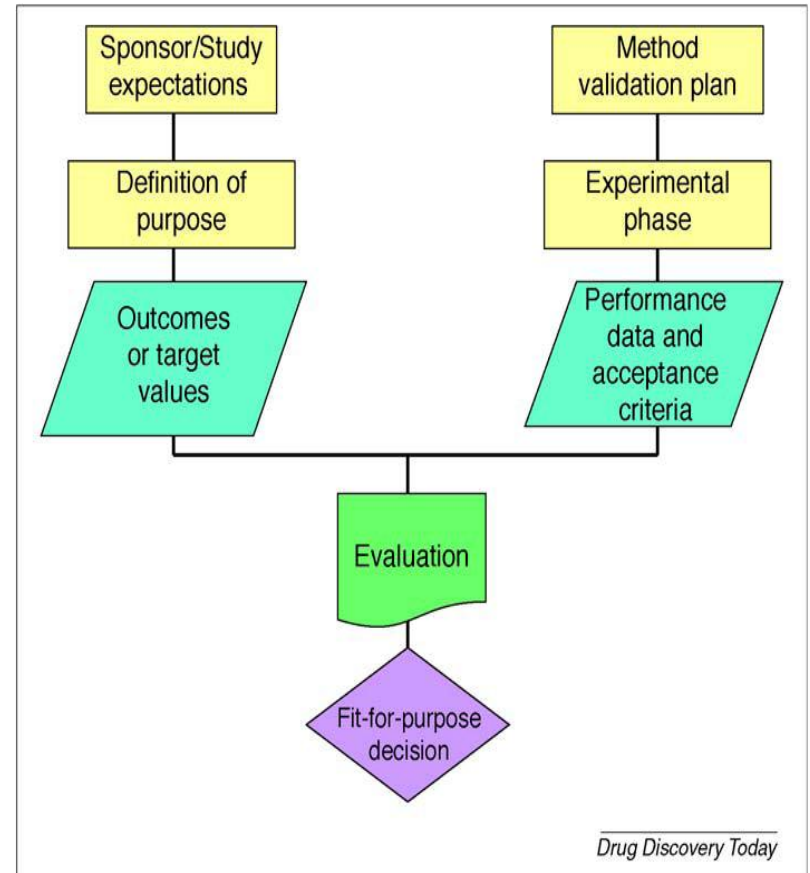 Sponsor/Study
expectations
Definition of
purpose
Outcomes
or target
values
Method
validation plan
Experimental
phase
Performance
data and
acceptance
criteria
Evaluation
Fit-for-purpose
decision
Drug Discovery Today